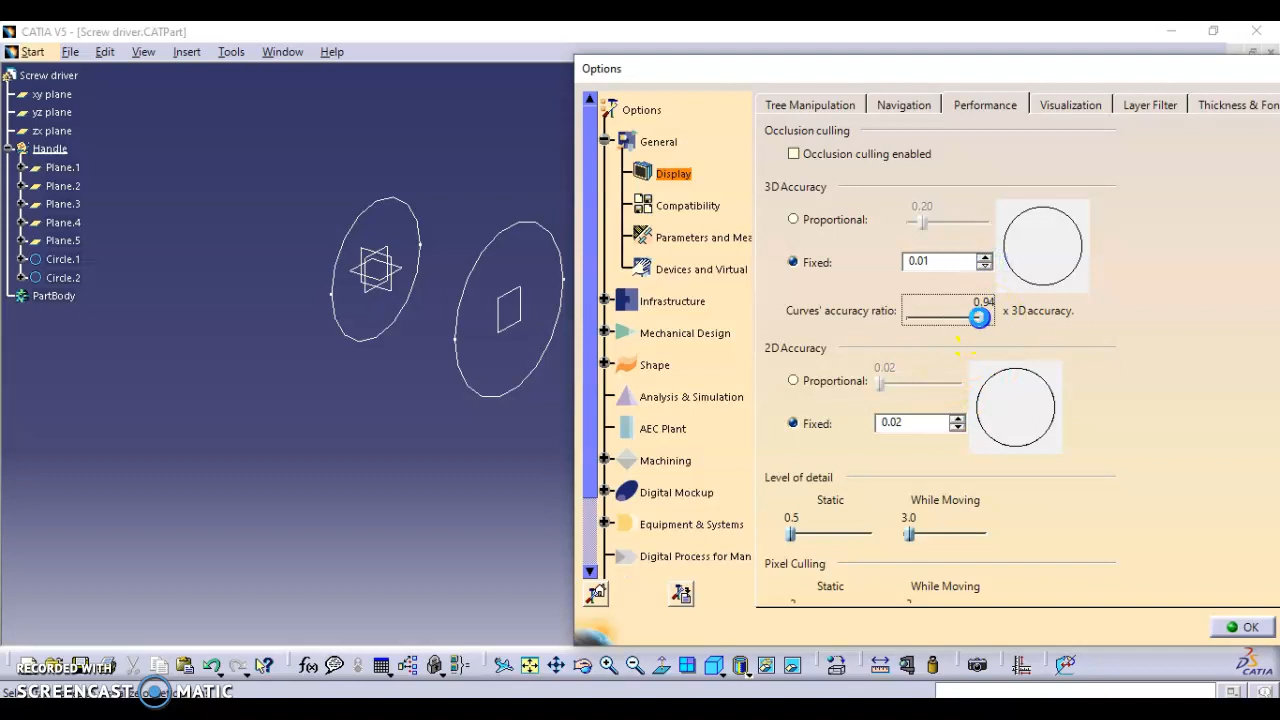 CATIA V5 - [Screw driver.CATPart]
Start File Edit View Insert Tools Window Help
Screw driver
xy plane
yz plane
zx plane
Handle
Plane.1
Plane.2
Plane.3
Plane.4
Plane.5
Circle.1
Circle.2
PartBody
Options
Options
General
Display
Compatibility
Parameters and Mea
Devices and Virtual
Infrastructure
Mechanical Design
Shape
Analysis & Simulation
AEC Plant
Machining
Digital Mockup
Equipment & Systems
Digital Process for Man
Tree Manipulation Navigation Performance Visualization Layer Filter Thickness & Fon
Occlusion culling
Occlusion culling enabled
3D Accuracy
Proportional: 0.20
Fixed: 0.01
Curves' accuracy ratio: 0.94 x 3D accuracy.
2D Accuracy
Proportional: 0.02
Fixed: 0.02
Level of detail
Static While Moving
0.5 3.0
Pixel Culling
Static While Moving
OK
f(x)
RECORDED WITH
SCREENCAST MATIC
CATIA